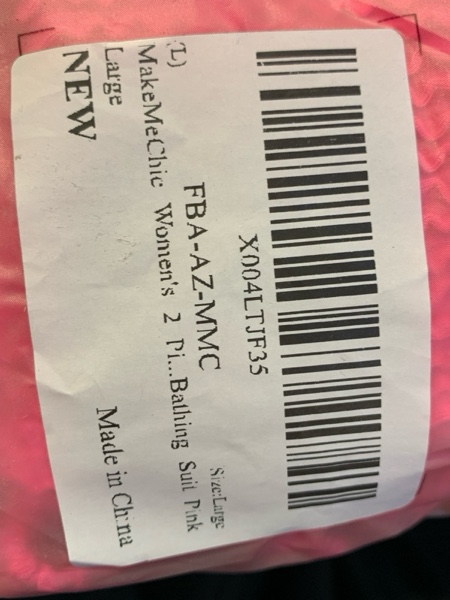 X004LTJF35
FBA-AZ-MMC
Size:Large
MakeMeChic Women's 2 Pi...Bathing Suit Pink
(L)
Large
NEW
Made in China